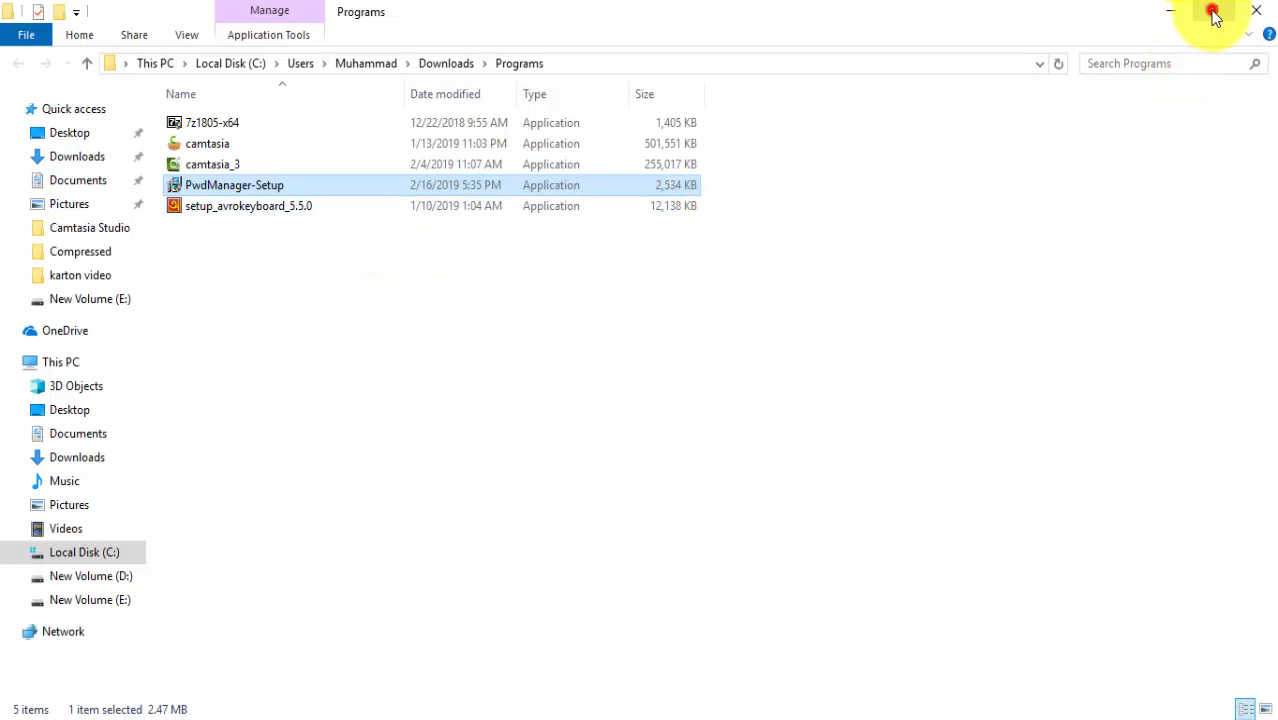 Manage
Programs
File
Home
Share
View
Application Tools
This PC
Local Disk (C:)
Users
Muhammad
Downloads
Programs
Search Programs
Name
Date modified
Type
Size
7z1805-x64 12/22/2018 9:55 AM Application 1,405 KB
camtasia 1/13/2019 11:03 PM Application 501,551 KB
camtasia_3 2/4/2019 11:07 AM Application 255,017 KB
PwdManager-Setup 2/16/2019 5:35 PM Application 2,534 KB
setup_avrokeyboard_5.5.0 1/10/2019 1:04 AM Application 12,138 KB
Quick access
Desktop
Downloads
Documents
Pictures
Camtasia Studio
Compressed
karton video
New Volume (E:)
OneDrive
This PC
3D Objects
Desktop
Documents
Downloads
Music
Pictures
Videos
Local Disk (C:)
New Volume (D:)
New Volume (E:)
Network
5 items 1 item selected 2.47 MB